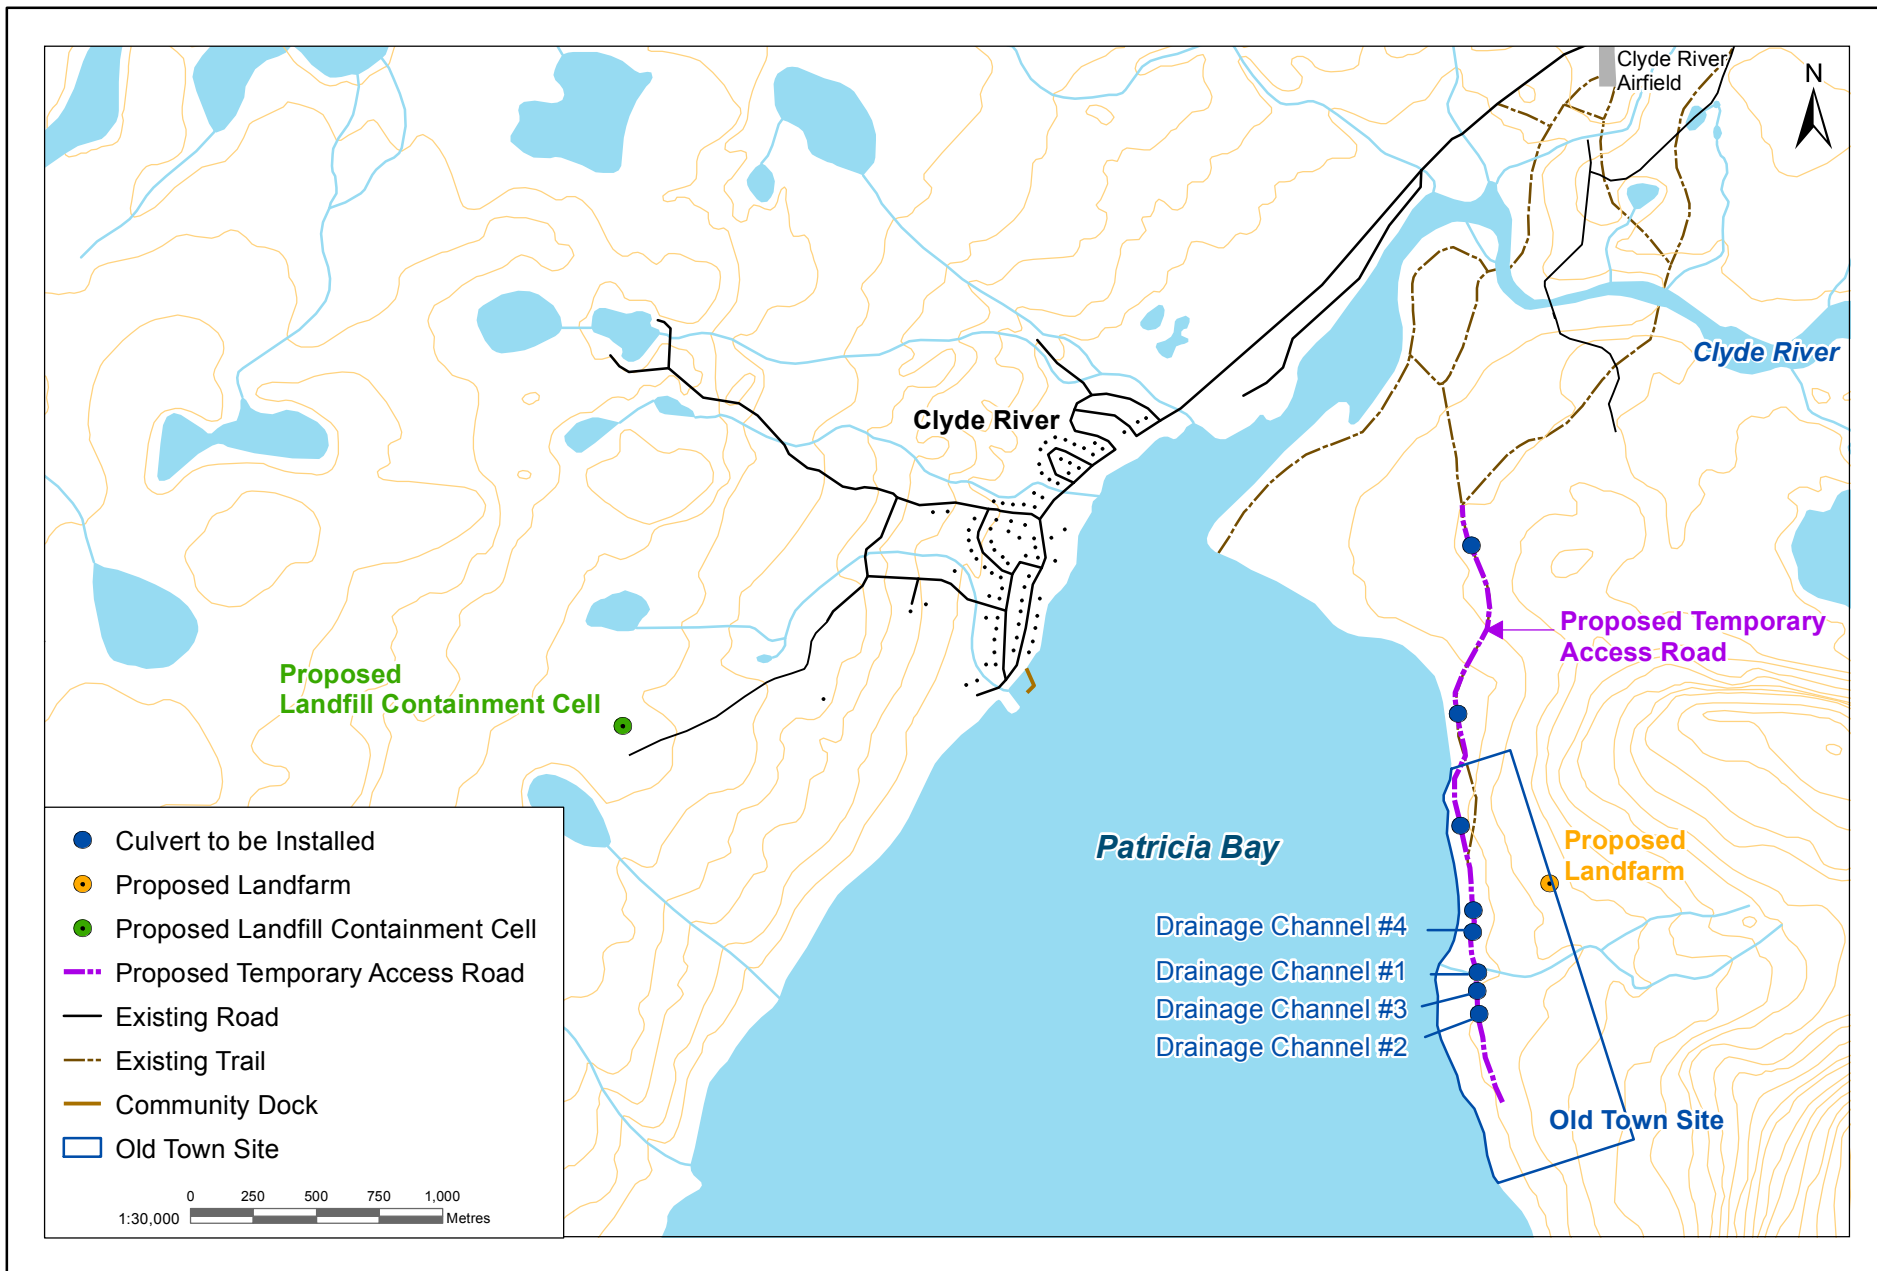 Clyde River
Airfield
N
Clyde River
Clyde River
Proposed Temporary
Access Road
Proposed
Landfill Containment Cell
Patricia Bay
Proposed
Landfarm
Drainage Channel #4
Drainage Channel #1
Drainage Channel #3
Drainage Channel #2
Old Town Site
Culvert to be Installed
Proposed Landfarm
Proposed Landfill Containment Cell
Proposed Temporary Access Road
Existing Road
Existing Trail
Community Dock
Old Town Site
0 250 500 750 1,000
1:30,000 Metres